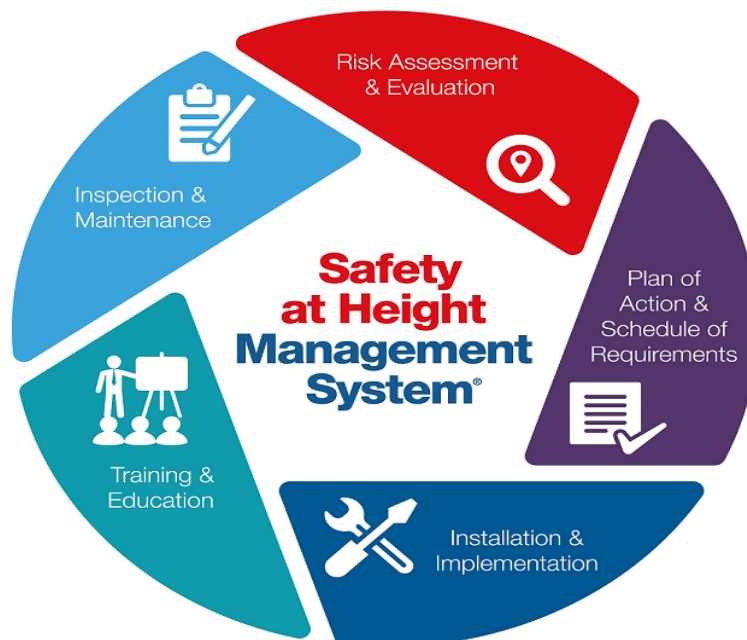 Risk Assessment
& Evaluation
Plan of
Action &
Schedule of
Requirements
Installation &
Implementation
Training &
Education
Inspection &
Maintenance
Safety
at Height
Management
System®